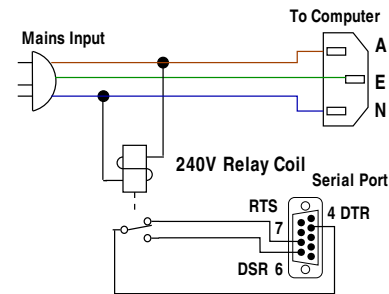 To Computer
Mains Input
A
E
N
240V Relay Coil
Serial Port
RTS
4 DTR
7
DSR 6